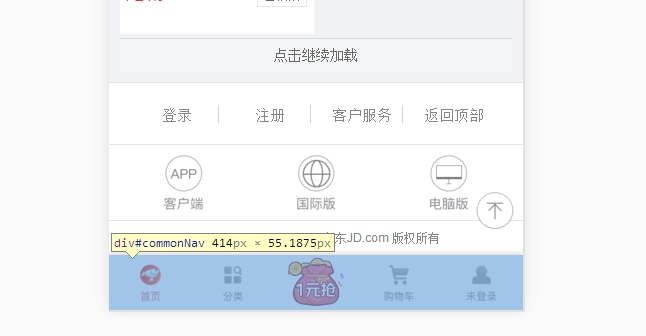 点击继续加载
登录
注册
客户服务
返回顶部
APP
客户端
国际版
电脑版
东JD.com 版权所有
div#commonNav 414px × 55.1875px
1元抢
首页
分类
购物车
未登录